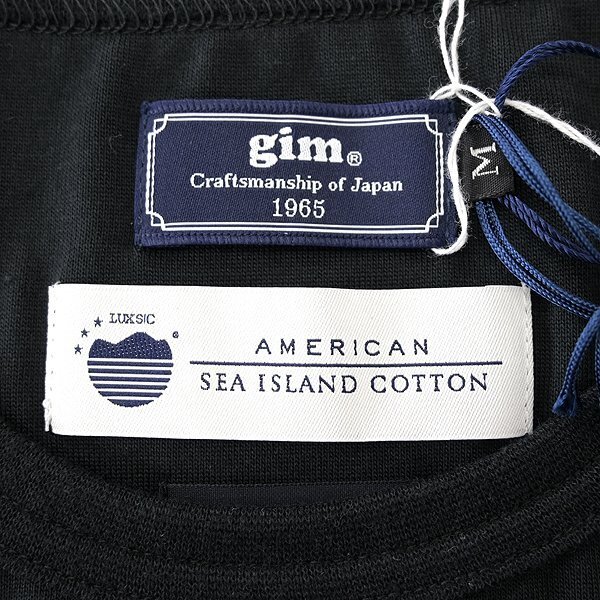 gim®
Craftsmanship of Japan
1965
M
LUXSIC
®
AMERICAN
SEA ISLAND COTTON